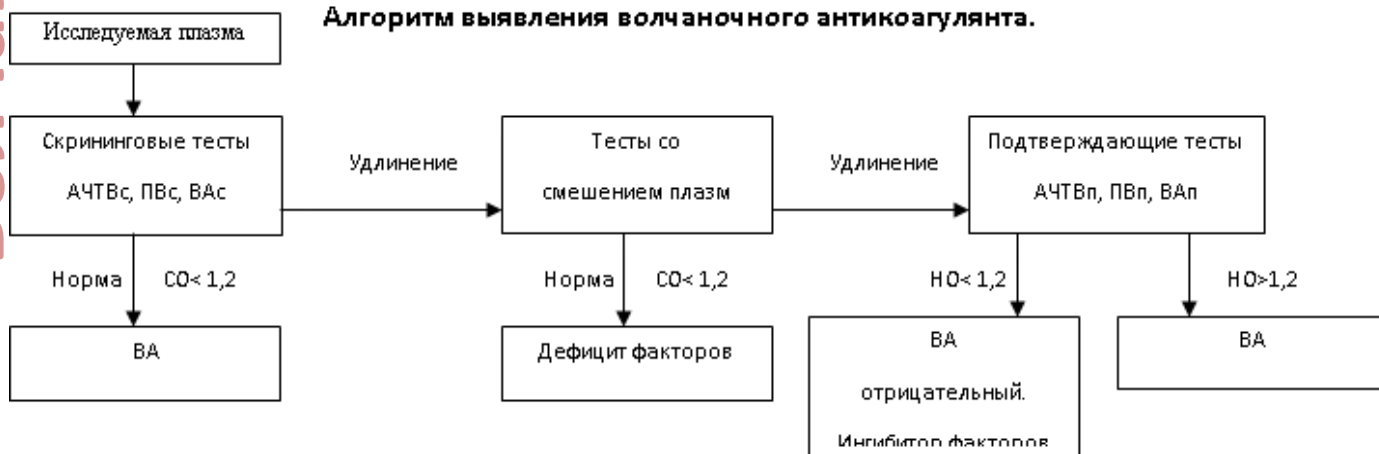 Алгоритм выявления волчаночного антикоагулянта.
Исследуемая плазма
Скрининговые тесты
АЧТВс, ПВс, ВАс
Удлинение
Тесты со
смешением плазм
Удлинение
Подтверждающие тесты
АЧТВп, ПВп, ВАп
Норма СО< 1,2
Норма СО< 1,2
НО< 1,2
НО>1,2
ВА
Дефицит факторов
ВА
отрицательный.
Ингибитор факторов
ВА